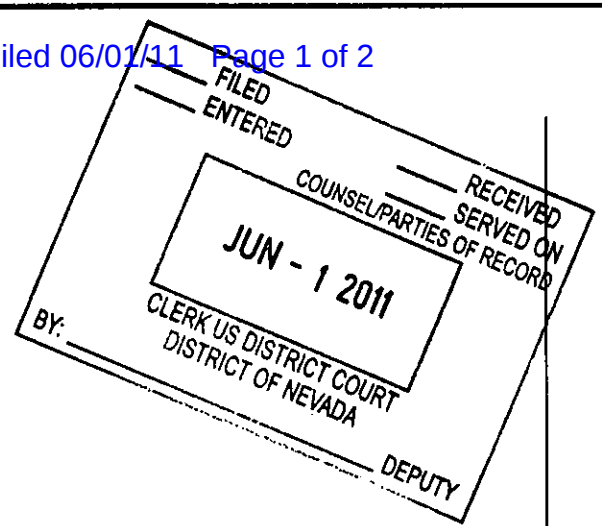 iled 06/01/11 Page 1 of 2
FILED
ENTERED
RECEIVED
SERVED ON
COUNSEL/PARTIES OF RECORD
JUN - 1 2011
CLERK US DISTRICT COURT
DISTRICT OF NEVADA
BY:
DEPUTY